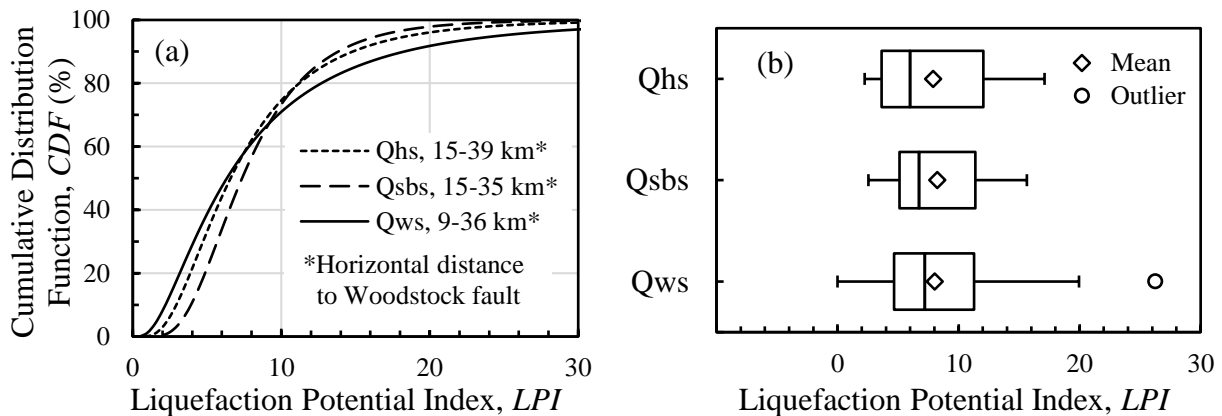 (a)
Cumulative Distribution
Function, CDF (%)
100
80
60
40
20
0
Qhs, 15-39 km*
Qsbs, 15-35 km*
Qws, 9-36 km*
*Horizontal distance
to Woodstock fault
0 10 20 30
Liquefaction Potential Index, LPI
(b)
Mean
Outlier
Qhs
Qsbs
Qws
0 10 20 30
Liquefaction Potential Index, LPI